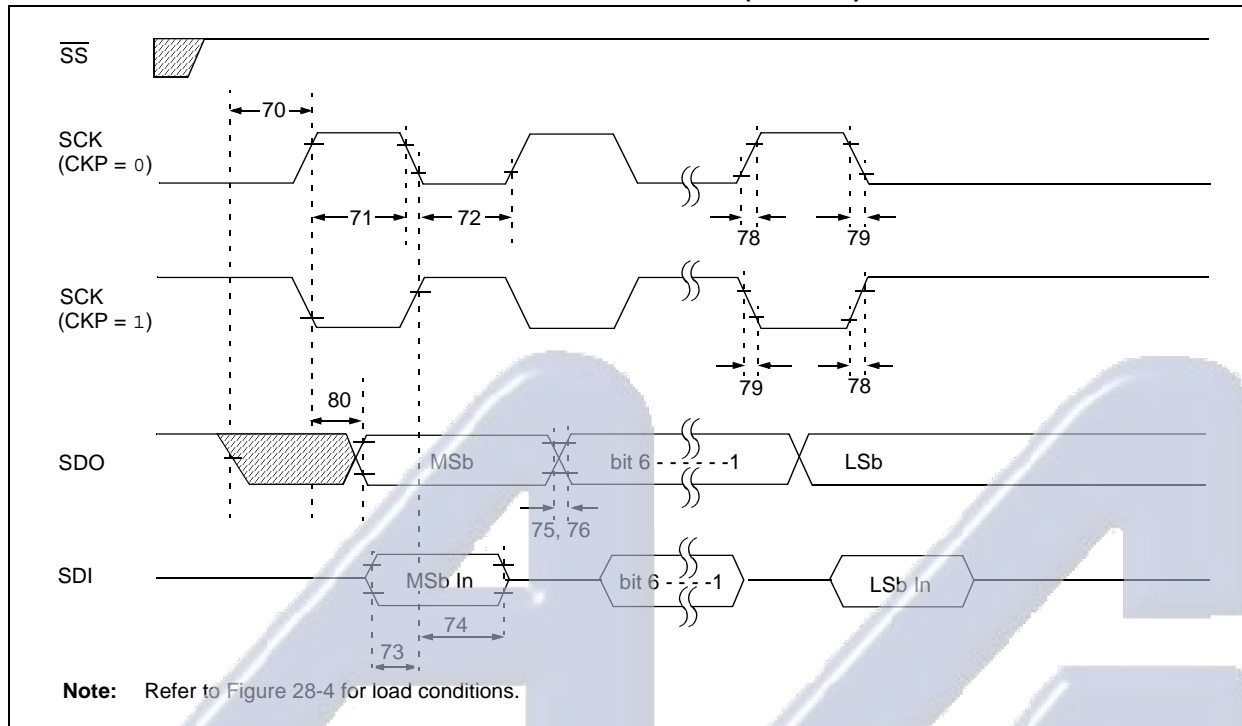 SS
70
SCK
(CKP = 0)
71
72
78
79
SCK
(CKP = 1)
79
78
80
SDO
MSb
bit 6 - - - - - -1
LSb
75, 76
SDI
MSb In
bit 6 - - - - -1
LSb In
74
73
Note: Refer to Figure 28-4 for load conditions.